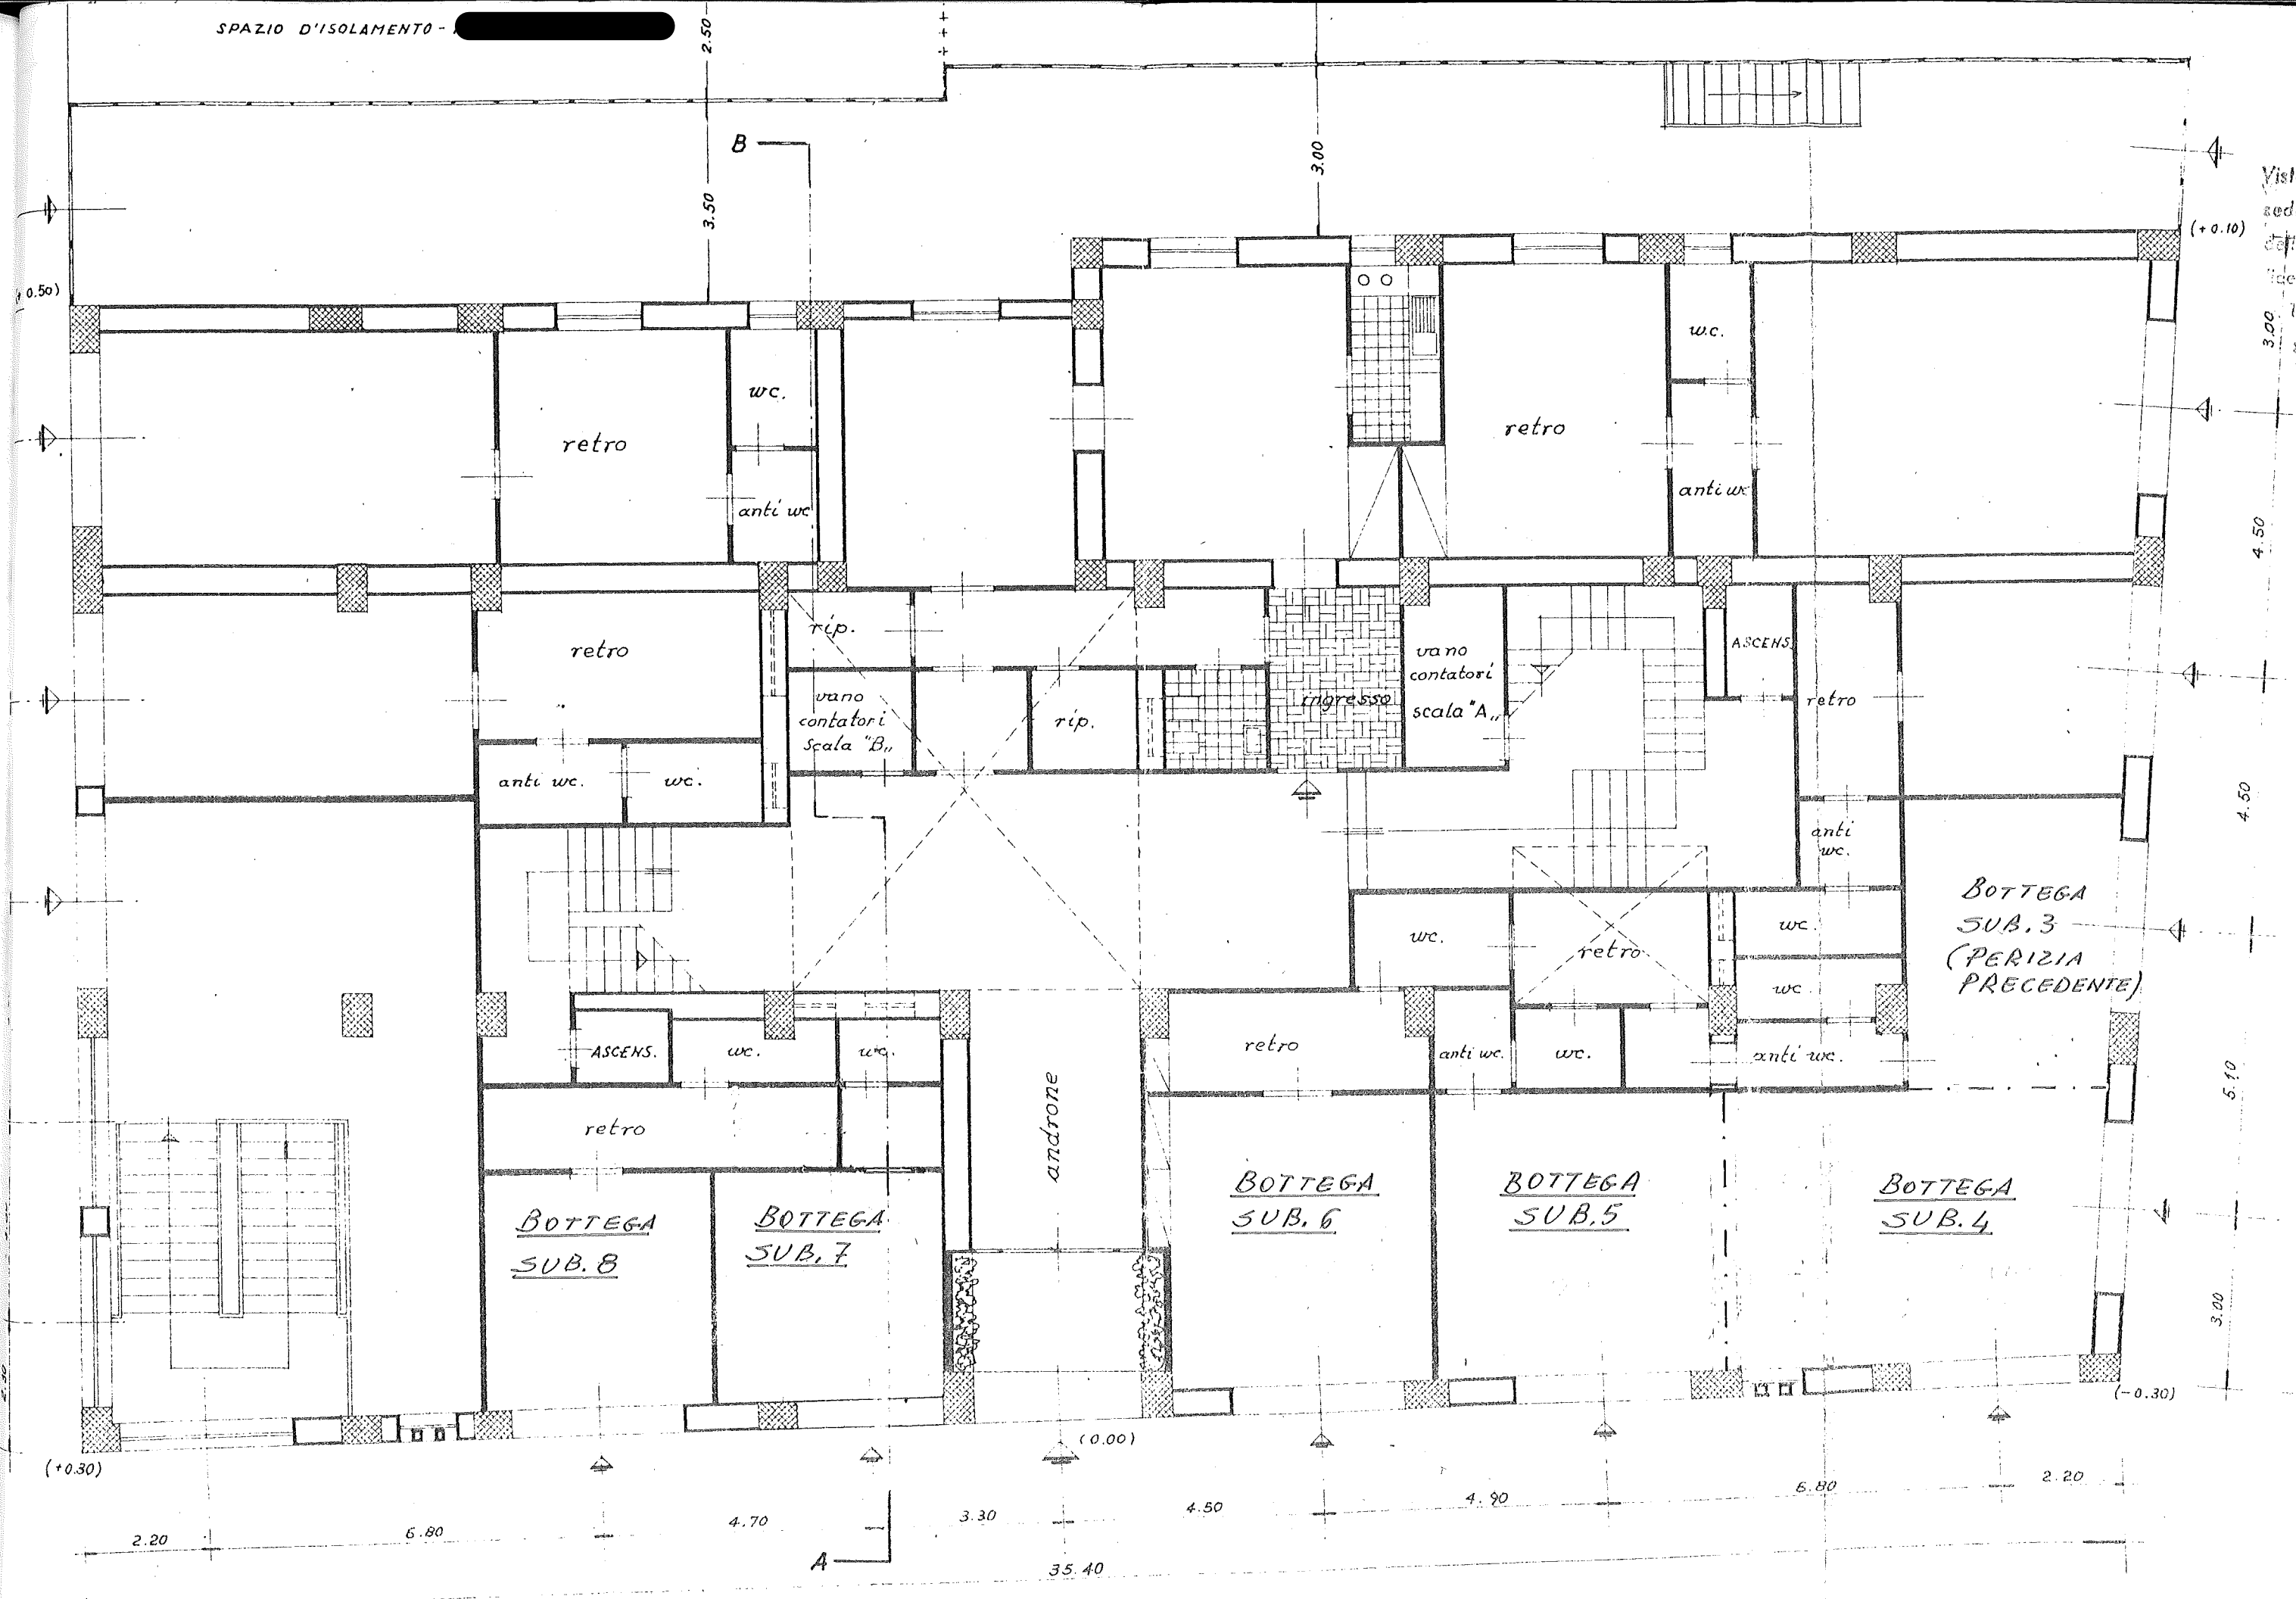 SPAZIO D'ISOLAMENTO -
2.50
B
3.50
3.00
(+0.10)
0.50)
3.00
w.c.
wc.
retro
retro
anti wc
anti wc
4.50
rip.
retro
vano
contatori
scala "A„
ASCENS.
retro
vano
contatori
scala "B„
rip.
ingresso
anti wc.
wc.
4.50
anti
wc.
BOTTEGA
SUB.3
(PERIZIA
PRECEDENTE)
wc.
retro
wc.
wc
ASCENS.
wc.
wc.
retro
anti wc.
wc.
anti wc.
5.10
androne
retro
BOTTEGA
SUB. 8
BOTTEGA
SUB. 7
BOTTEGA
SUB. 6
BOTTEGA
SUB. 5
BOTTEGA
SUB. 4
3.00
(-0.30)
(0.00)
(+0.30)
2.20
6.80
4.70
3.30
4.50
4.90
6.80
2.20
A
35.40